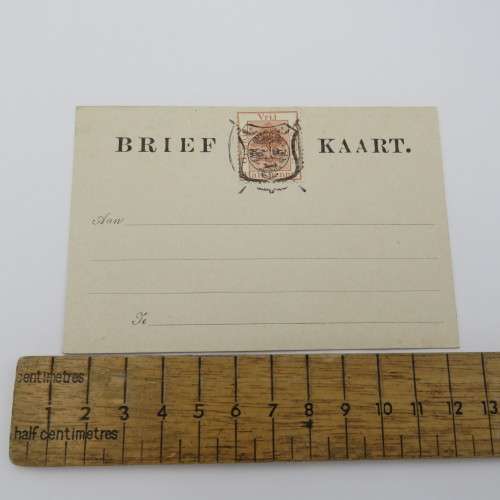 Vrij
BRIEF KAART.
Aan
Te
centimetres
1 2 3 4 5 6 7 8 9 10 11 12 13
half centimetres